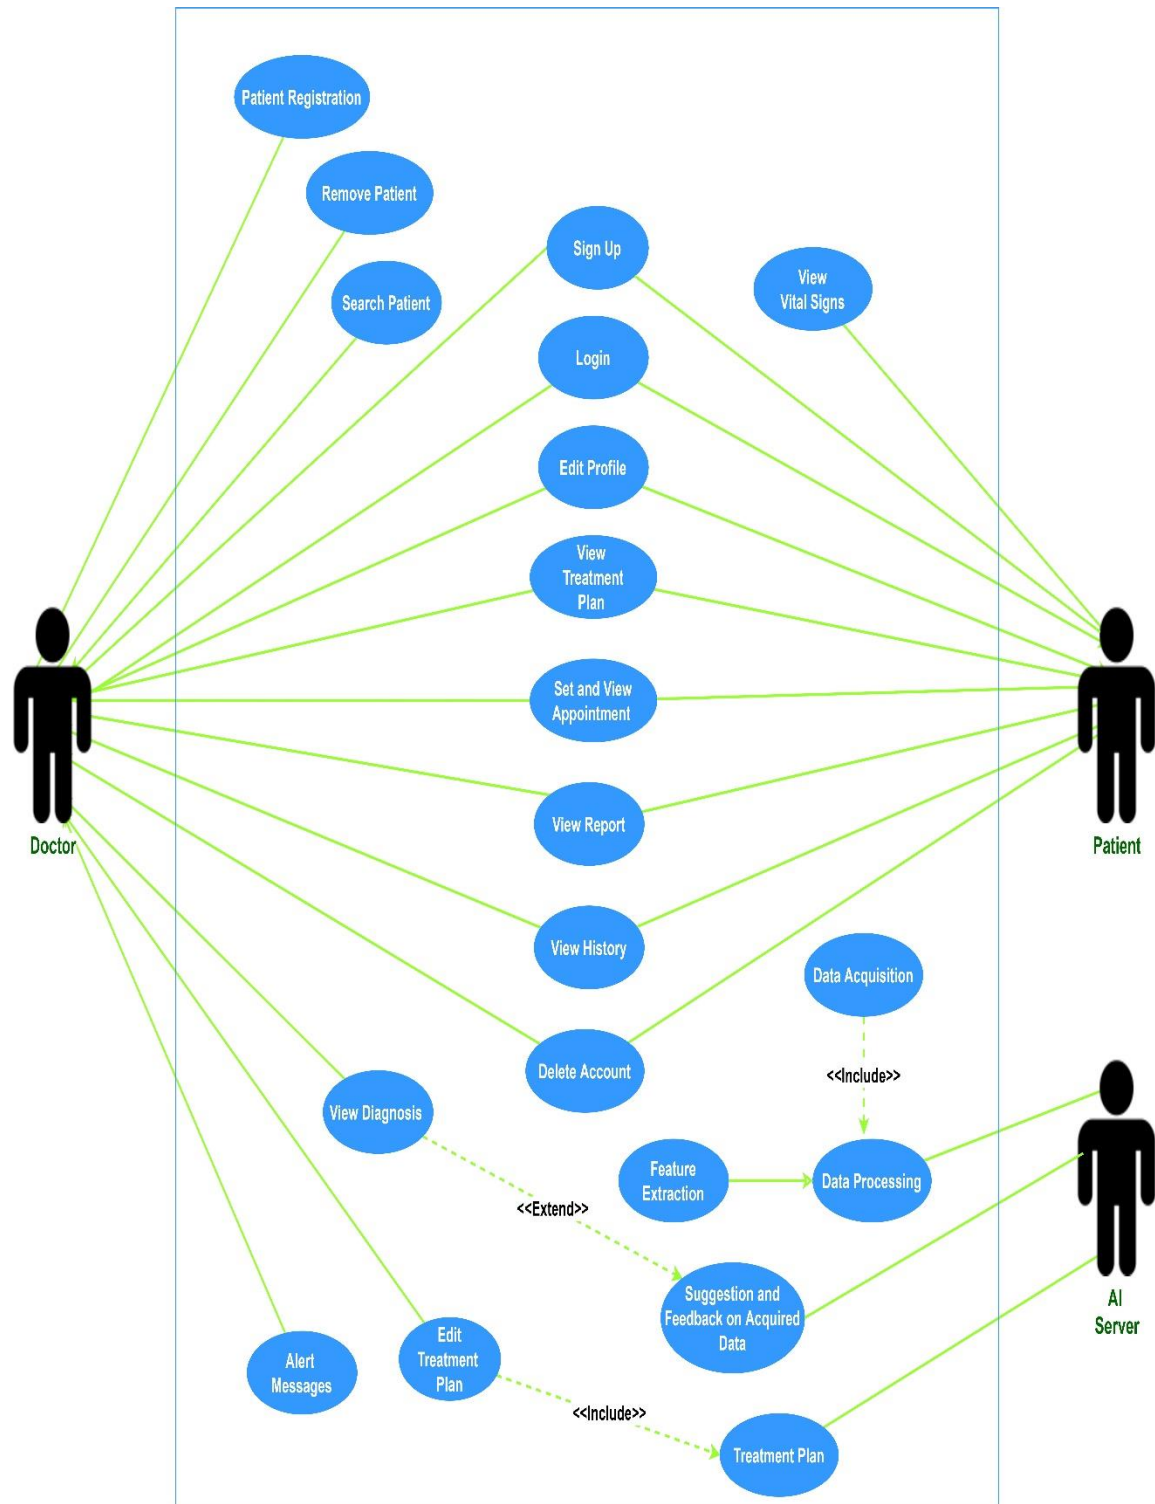 Patient Registration
Remove Patient
Sign Up
View
Vital Signs
Search Patient
Login
Edit Profile
View
Treatment
Plan
Set and View
Appointment
View Report
Doctor
Patient
View History
Data Acquisition
Delete Account
<<Include>>
View Diagnosis
Feature
Extraction
Data Processing
<<Extend>>
Suggestion and
Feedback on Acquired
Data
AI
Server
Alert
Messages
Edit
Treatment
Plan
<<Include>>
Treatment Plan